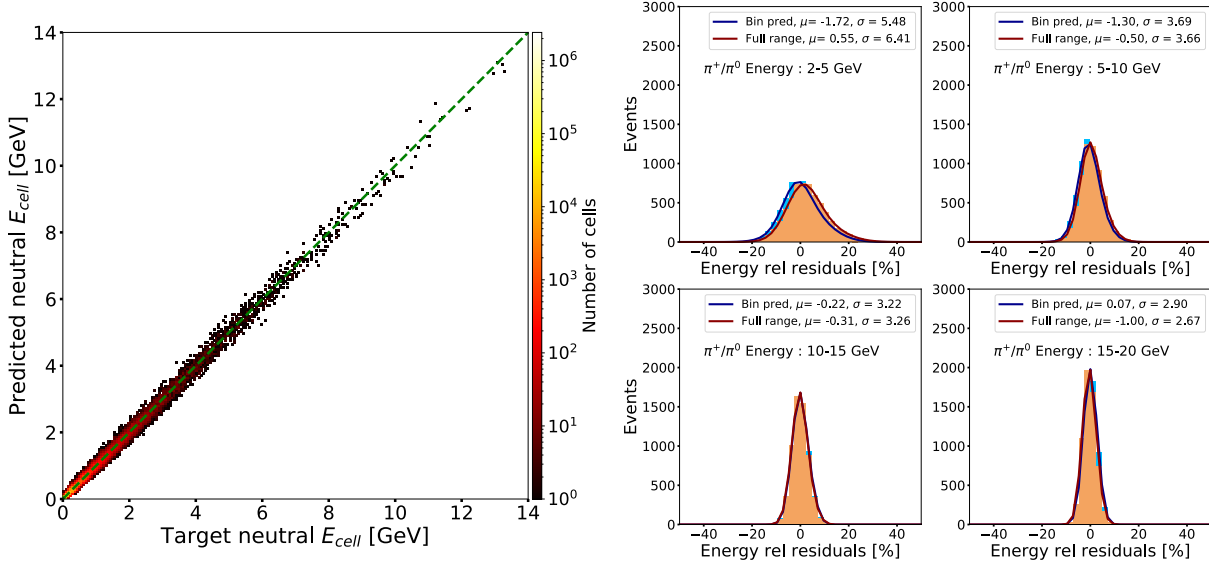 14
12
10
8
6
4
2
0
0 2 4 6 8 10 12 14
Predicted neutral E_cell [GeV]
Target neutral E_cell [GeV]
10^6
10^5
10^4
10^3
10^2
10^1
10^0
Number of cells
Bin pred, μ= -1.72, σ = 5.48
Full range, μ= 0.55, σ = 6.41
π⁺/π⁰ Energy : 2-5 GeV
3000
2500
2000
1500
1000
500
0
Events
−40 −20 0 20 40
Energy rel residuals [%]
Bin pred, μ= -1.30, σ = 3.69
Full range, μ= -0.50, σ = 3.66
π⁺/π⁰ Energy : 5-10 GeV
3000
2500
2000
1500
1000
500
0
−40 −20 0 20 40
Energy rel residuals [%]
Bin pred, μ= -0.22, σ = 3.22
Full range, μ= -0.31, σ = 3.26
π⁺/π⁰ Energy : 10-15 GeV
3000
2500
2000
1500
1000
500
0
Events
−40 −20 0 20 40
Energy rel residuals [%]
Bin pred, μ= 0.07, σ = 2.90
Full range, μ= -1.00, σ = 2.67
π⁺/π⁰ Energy : 15-20 GeV
3000
2500
2000
1500
1000
500
0
−40 −20 0 20 40
Energy rel residuals [%]